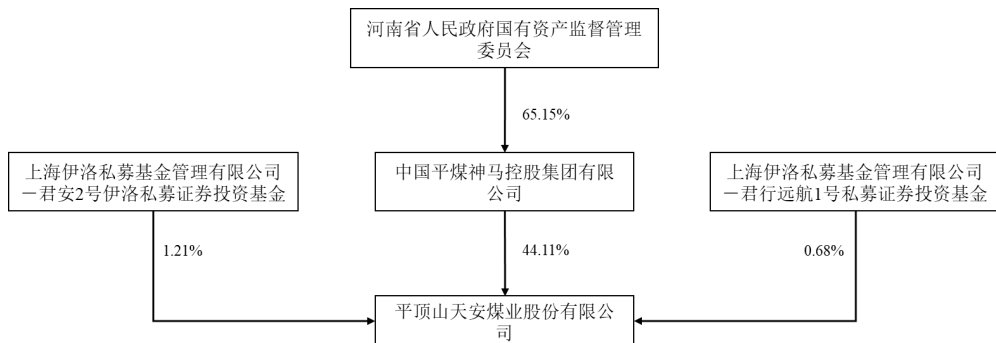 河南省人民政府国有资产监督管理
委员会
65.15%
上海伊洛私募基金管理有限公司
－君安2号伊洛私募证券投资基金
中国平煤神马控股集团有限
公司
上海伊洛私募基金管理有限公司
－君行远航1号私募证券投资基金
1.21%
44.11%
0.68%
平顶山天安煤业股份有限公
司